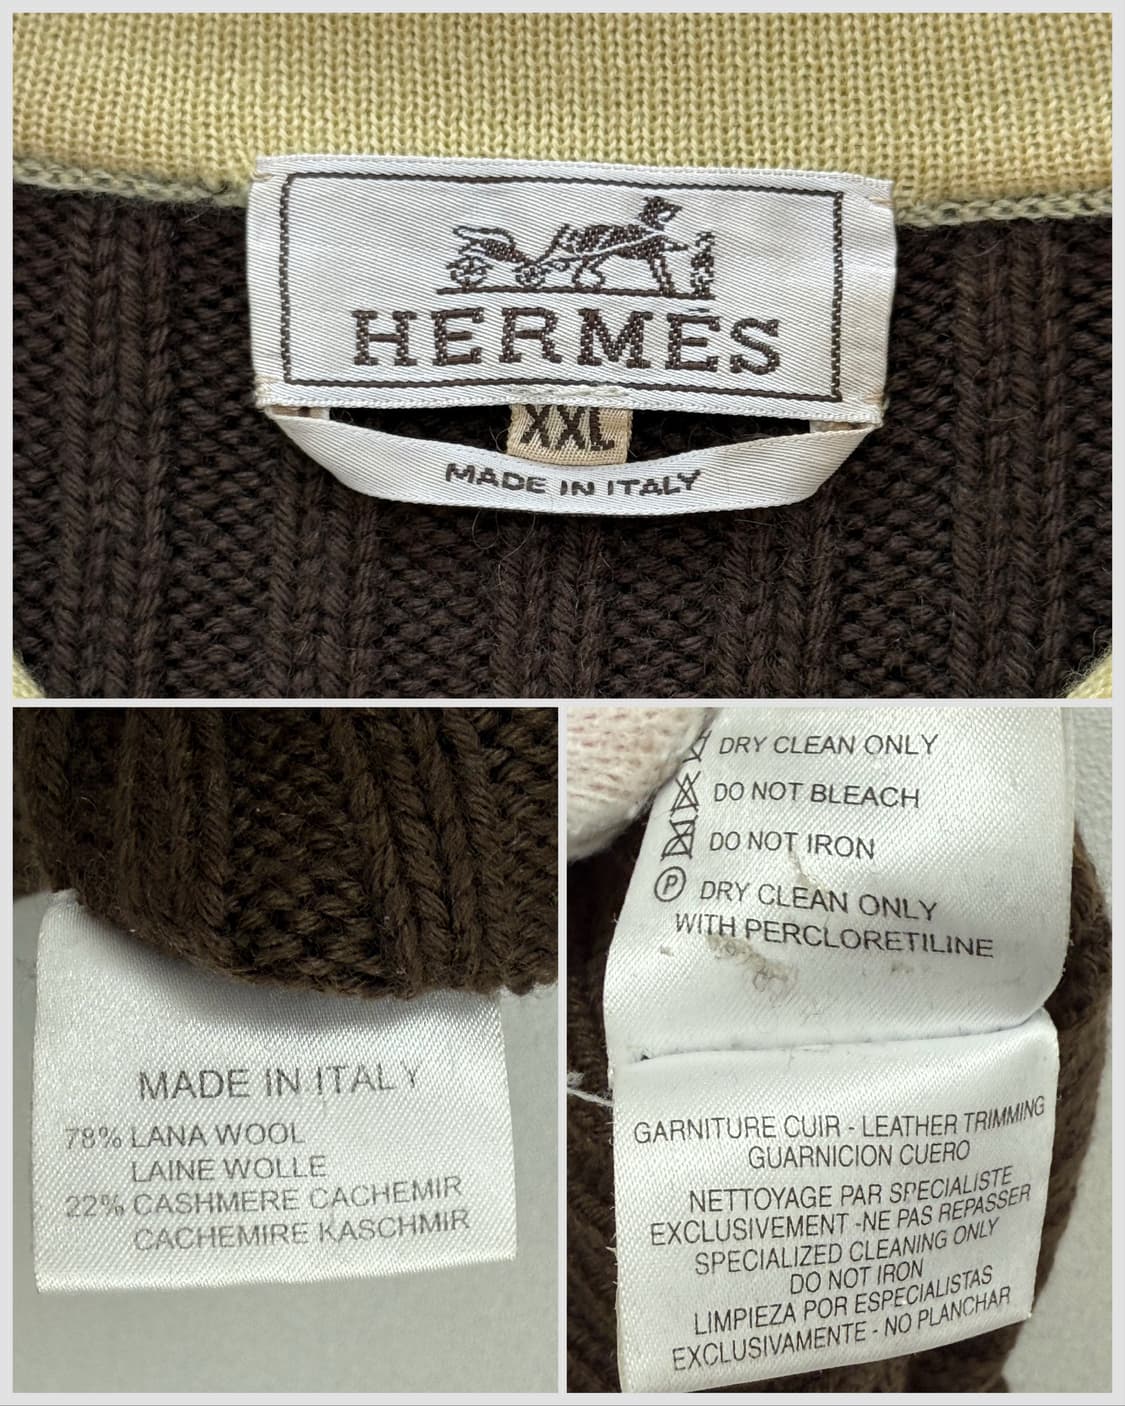 HERMÈS
XXL
MADE IN ITALY
MADE IN ITALY
78% LANA WOOL
LAINE WOLLE
22% CASHMERE CACHEMIR
CACHEMIRE KASCHMIR
DRY CLEAN ONLY
DO NOT BLEACH
DO NOT IRON
P DRY CLEAN ONLY
WITH PERCLORETILINE
GARNITURE CUIR - LEATHER TRIMMING
GUARNICION CUERO
NETTOYAGE PAR SPECIALISTE
EXCLUSIVEMENT -NE PAS REPASSER
SPECIALIZED CLEANING ONLY
DO NOT IRON
LIMPIEZA POR ESPECIALISTAS
EXCLUSIVAMENTE - NO PLANCHAR